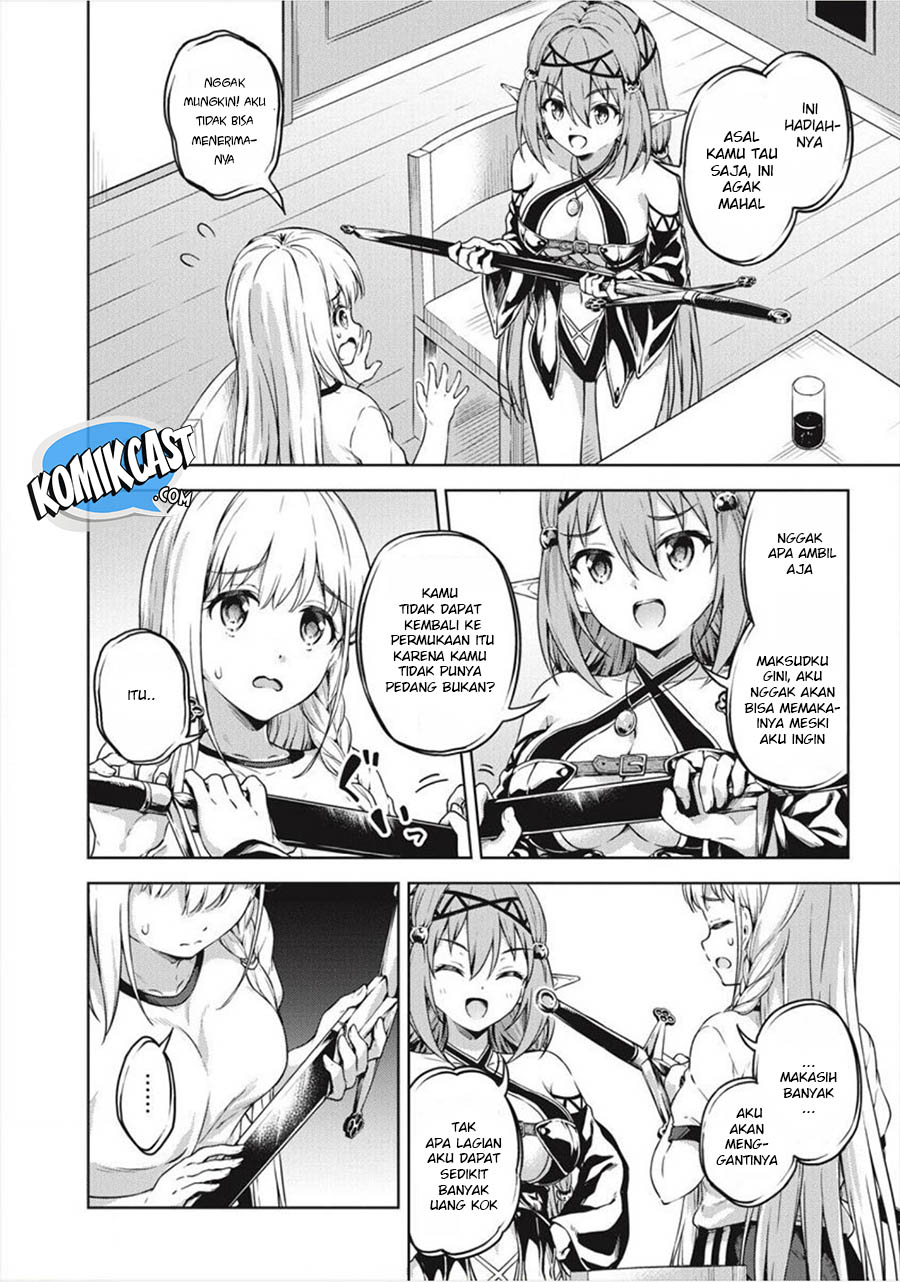 INI
HADIAH-
NYA
ASAL
KAMU TAU
SAJA, INI
AGAK
MAHAL
NGGAK
MUNGKIN! AKU
TIDAK BISA
MENERIMA-
NYA
KOMIKCAST
.COM
NGGAK
APA AMBIL
AJA
MAKSUDKU
GINI, AKU
NGGAK AKAN
BISA MEMAKA-
INYA MESKI
AKU INGIN
KAMU
TIDAK DAPAT
KEMBALI KE
PERMUKAAN ITU
KARENA KAMU
TIDAK PUNYA
PEDANG BUKAN?
ITU..
...
MAKASIH
BANYAK
...
AKU
AKAN
MENG-
GANTINYA
TAK
APA LAGIAN
AKU DAPAT
SEDIKIT
BANYAK
UANG KOK
......